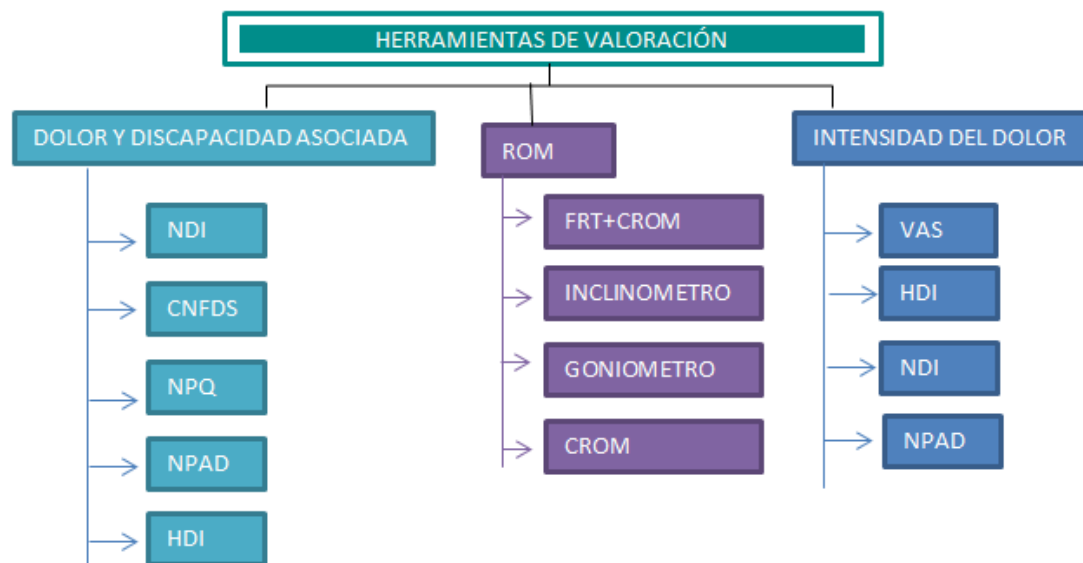 HERRAMIENTAS DE VALORACIÓN
DOLOR Y DISCAPACIDAD ASOCIADA
NDI
CNFDS
NPQ
NPAD
HDI
ROM
FRT+CROM
INCLINOMETRO
GONIOMETRO
CROM
INTENSIDAD DEL DOLOR
VAS
HDI
NDI
NPAD